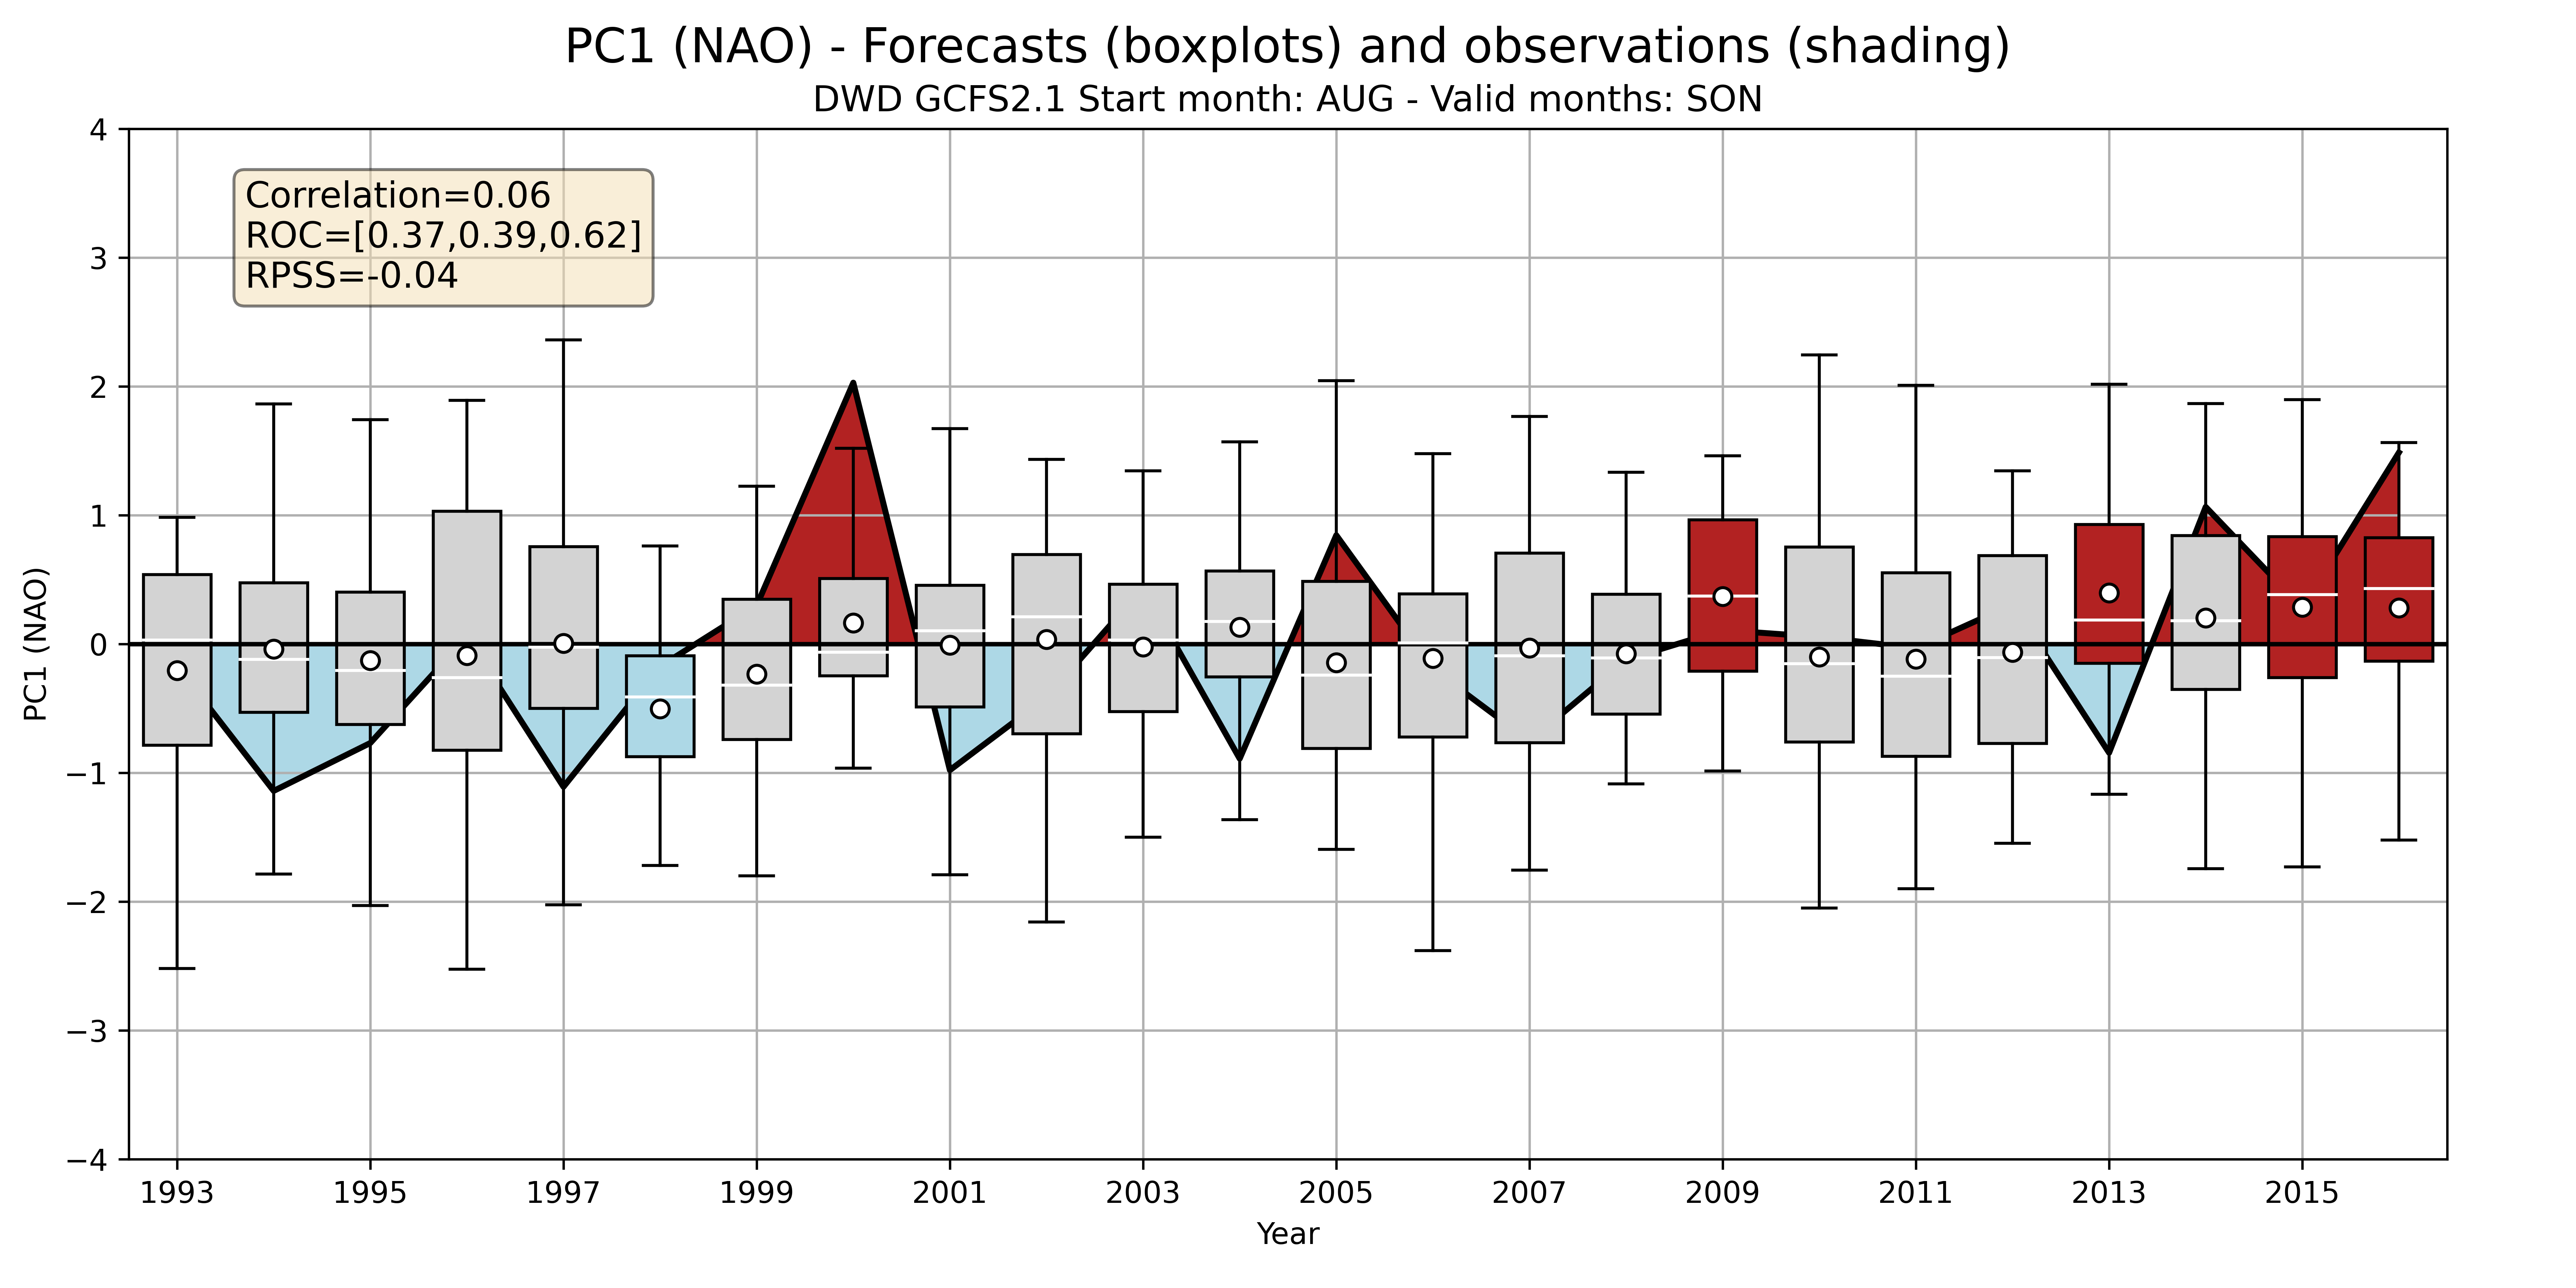 PC1 (NAO) - Forecasts (boxplots) and observations (shading)
DWD GCFS2.1 Start month: AUG - Valid months: SON
Correlation=0.06
ROC=[0.37,0.39,0.62]
RPSS=-0.04
PC1 (NAO)
4
3
2
1
0
−1
−2
−3
−4
1993 1995 1997 1999 2001 2003 2005 2007 2009 2011 2013 2015
Year